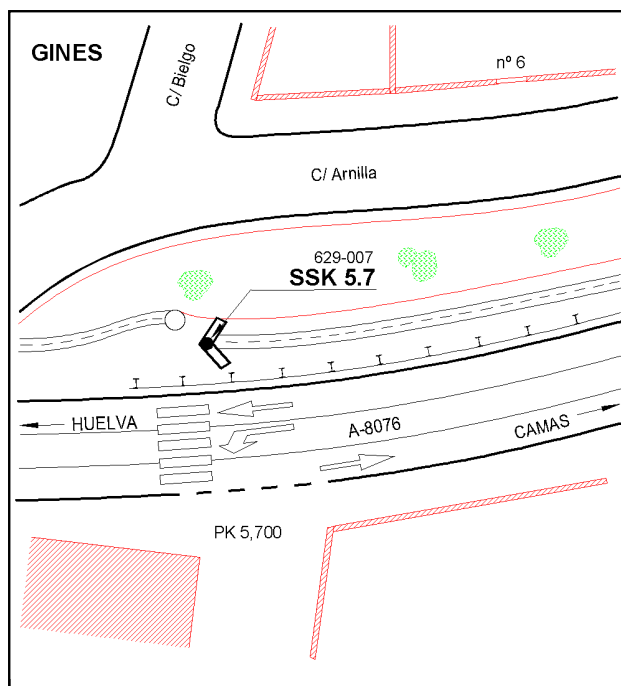 GINES
C/ Bielgo
nº 6
C/ Arnilla
629-007
SSK 5.7
HUELVA
A-8076
CAMAS
PK 5,700